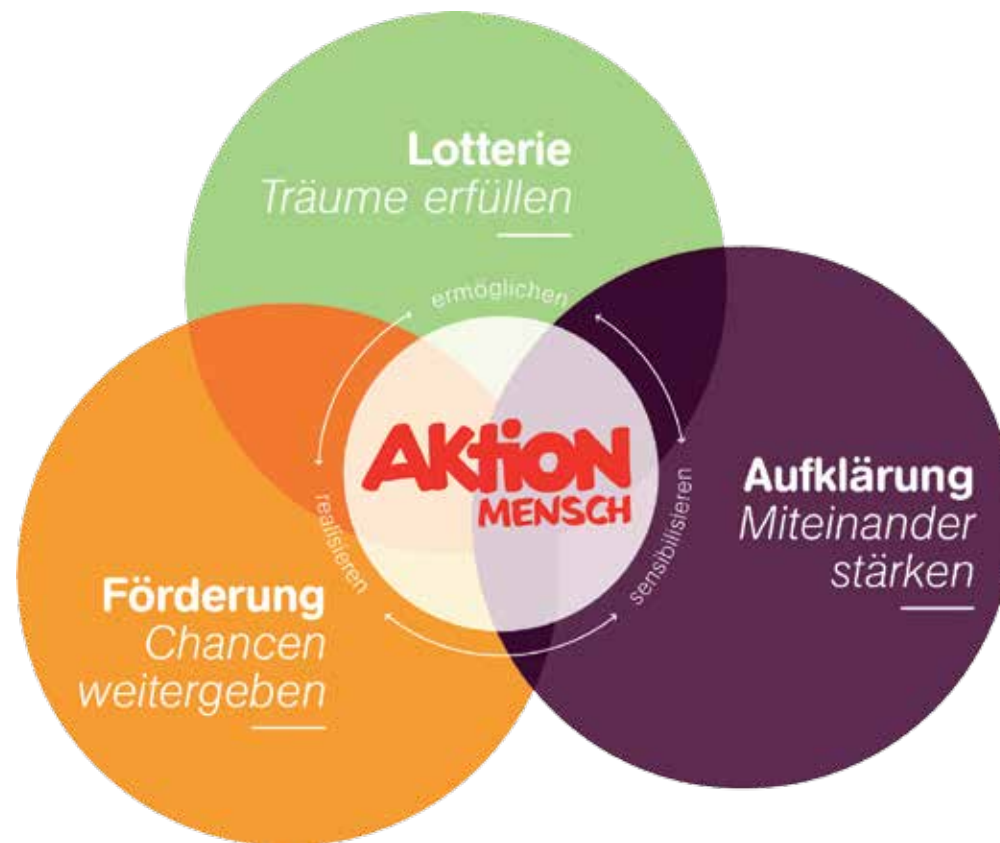 Lotterie
Träume erfüllen
ermöglichen
AKtiON
MENSCH
realisieren
sensibilisieren
Aufklärung
Miteinander
stärken
Förderung
Chancen
weitergeben